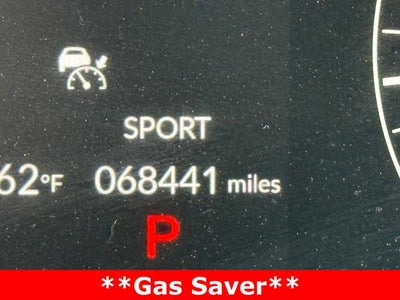 SPORT
62°F 068441 miles
P
**Gas Saver**